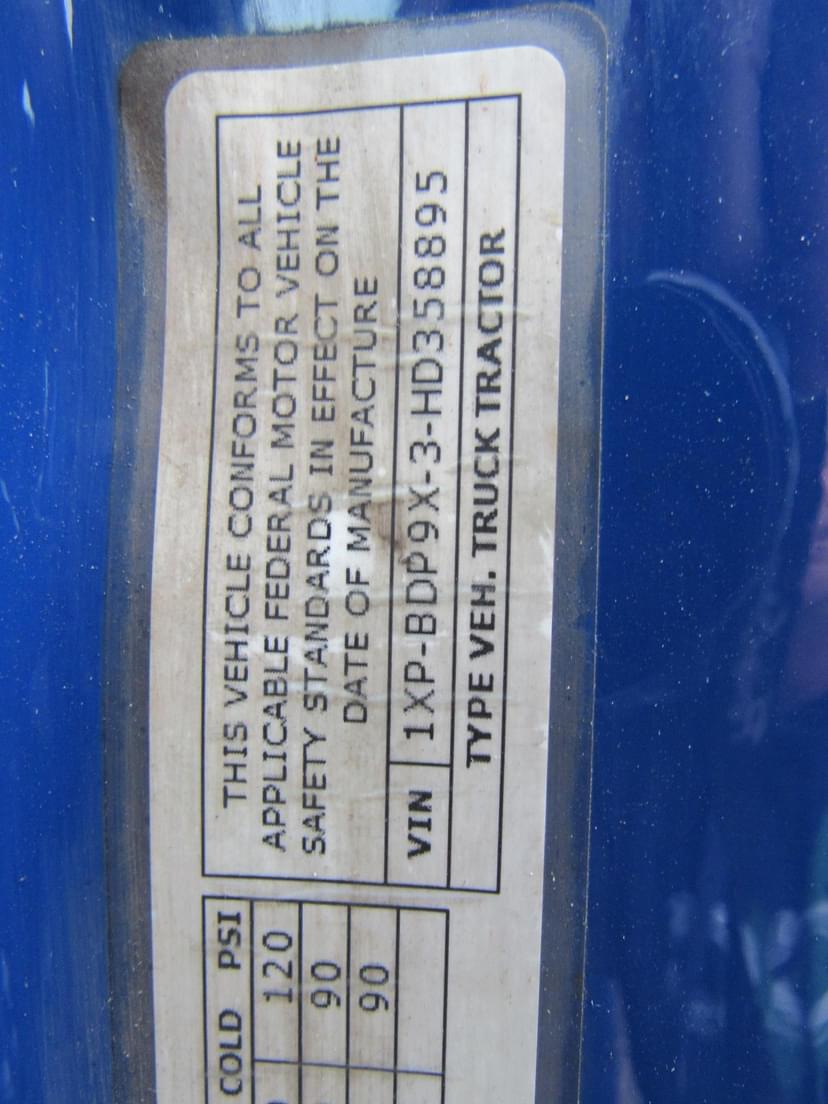 THIS VEHICLE CONFORMS TO ALL
APPLICABLE FEDERAL MOTOR VEHICLE
SAFETY STANDARDS IN EFFECT ON THE
DATE OF MANUFACTURE
VIN 1XP-BDP9X-3-HD358895
TYPE VEH. TRUCK TRACTOR
COLD PSI
120
90
90